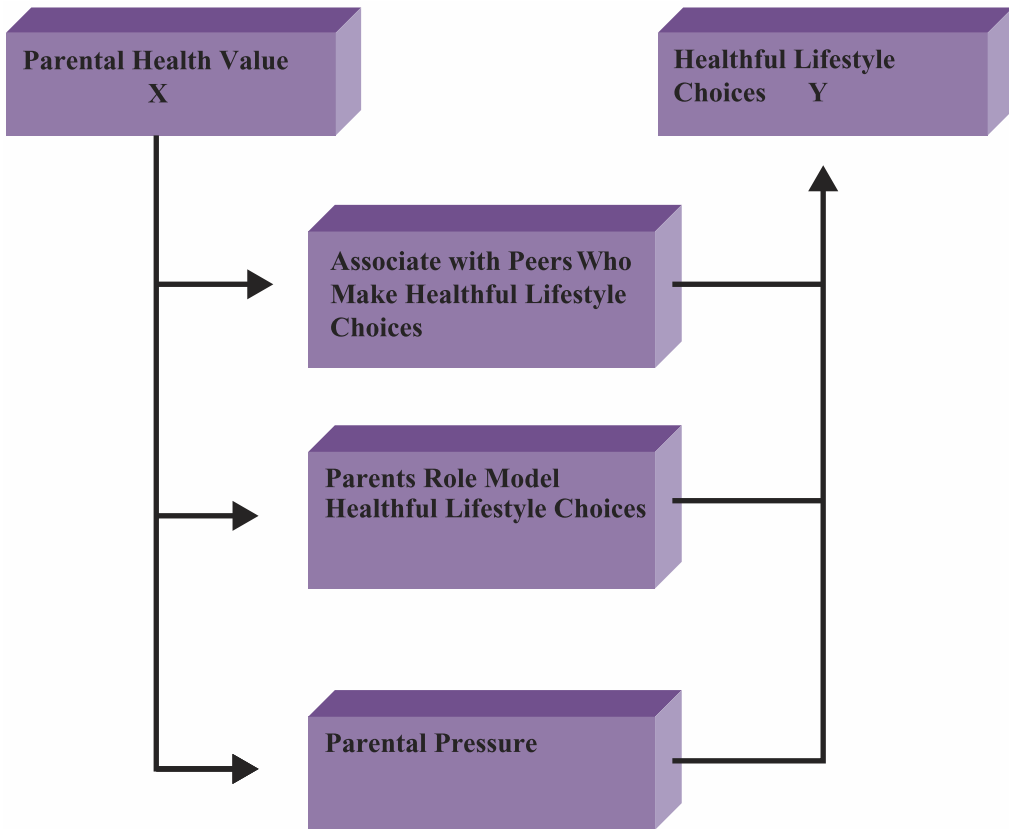 Parental Health Value
X
Healthful Lifestyle
Choices Y
Associate with Peers Who
Make Healthful Lifestyle
Choices
Parents Role Model
Healthful Lifestyle Choices
Parental Pressure